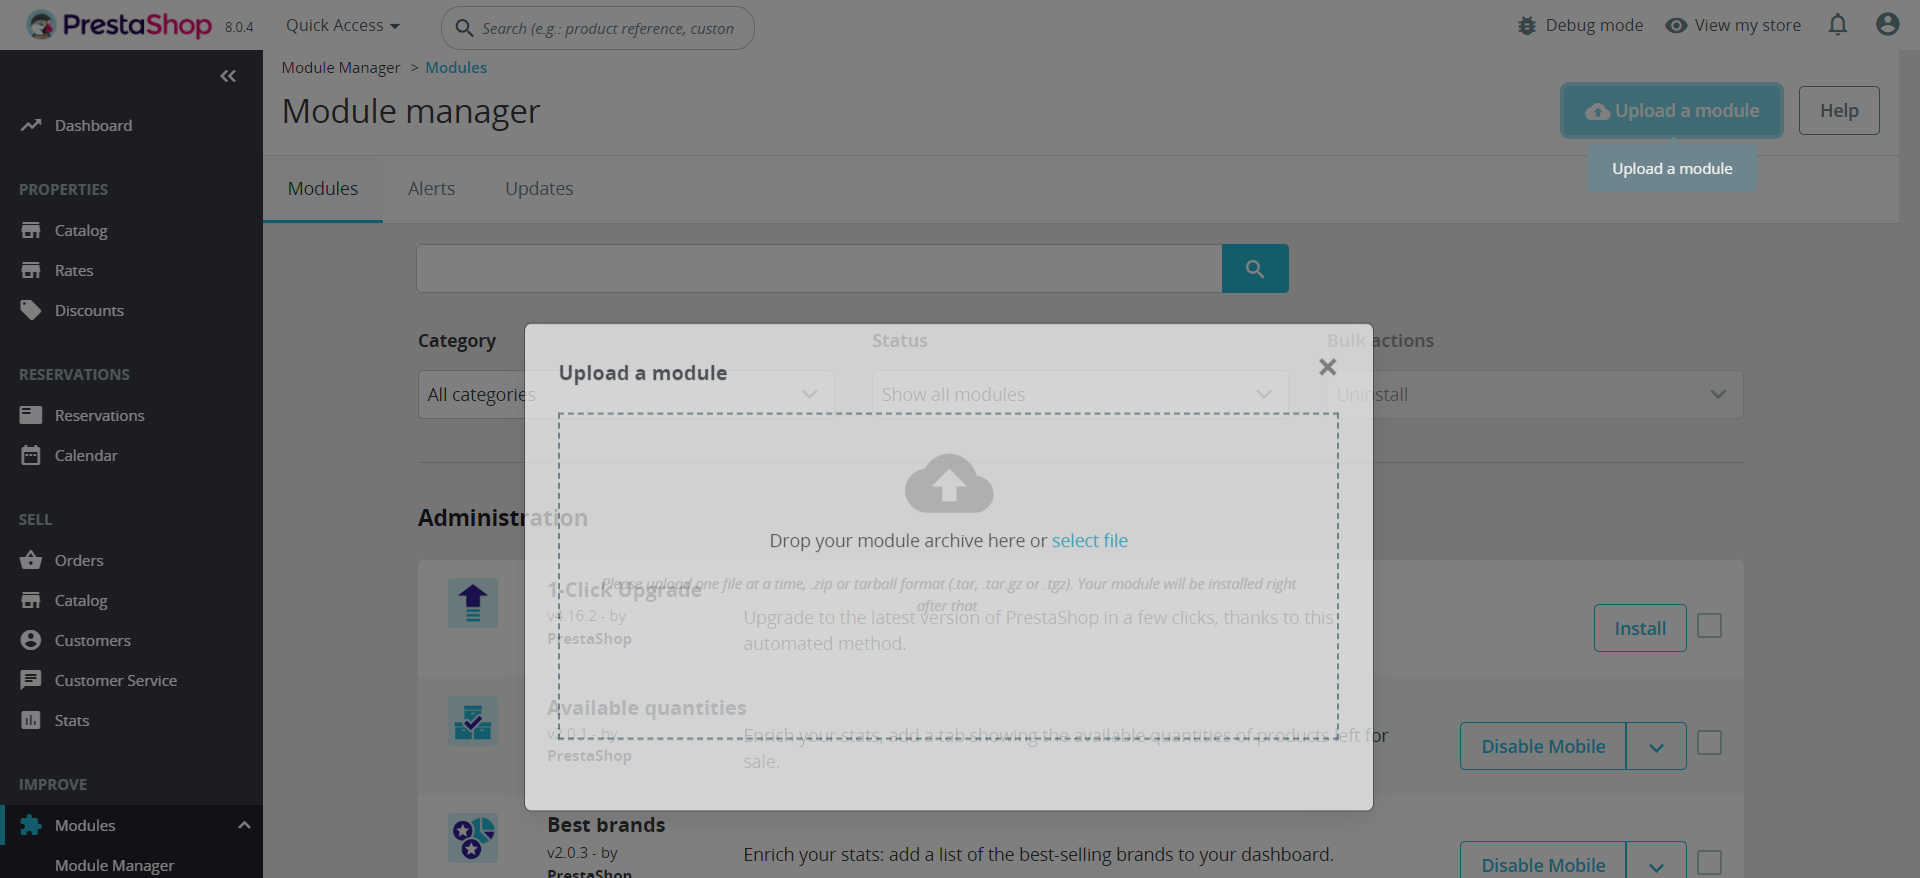 PrestaShop 8.0.4
Quick Access
Search (e.g.: product reference, custon
Debug mode
View my store
Dashboard
PROPERTIES
Catalog
Rates
Discounts
RESERVATIONS
Reservations
Calendar
SELL
Orders
Catalog
Customers
Customer Service
Stats
IMPROVE
Modules
Module Manager
Module Manager > Modules
Module manager
Upload a module
Help
Upload a module
Modules
Alerts
Updates
Category
Status
Bulk actions
All categories
Show all modules
Uninstall
Upload a module
Drop your module archive here or select file
Please upload one file at a time, .zip or tarball format (.tar, .tar.gz or .tgz). Your module will be installed right
after that.
Administration
1-Click Upgrade
v4.16.2 - by
PrestaShop
Upgrade to the latest version of PrestaShop in a few clicks, thanks to this
automated method.
Install
Available quantities
v2.0.1 - by
PrestaShop
Enrich your stats, add a tab showing the available quantities of products left for
sale.
Disable Mobile
Best brands
v2.0.3 - by
PrestaShop
Enrich your stats: add a list of the best-selling brands to your dashboard.
Disable Mobile